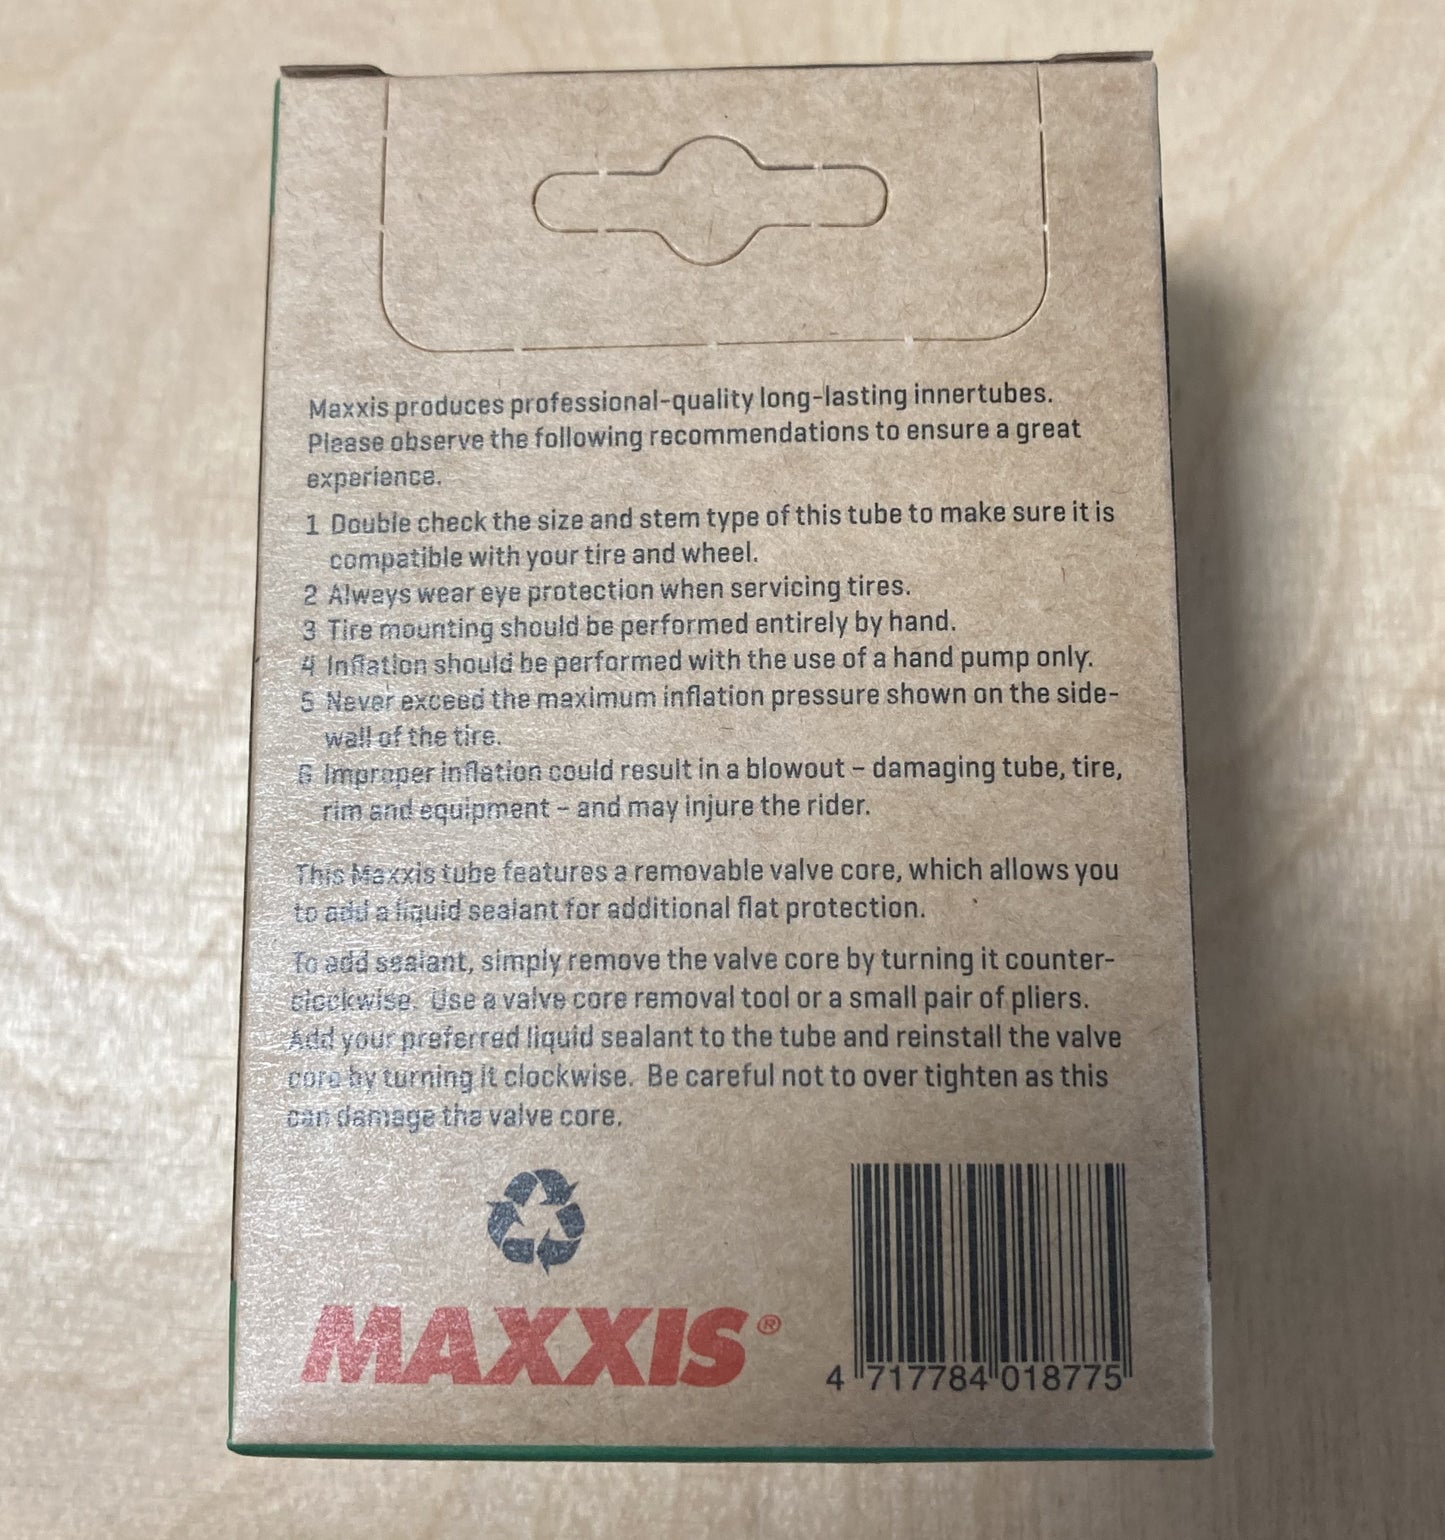 Maxxis produces professional-quality long-lasting innertubes.
Please observe the following recommendations to ensure a great
experience.
1 Double check the size and stem type of this tube to make sure it is
compatible with your tire and wheel.
2 Always wear eye protection when servicing tires.
3 Tire mounting should be performed entirely by hand.
4 Inflation should be performed with the use of a hand pump only.
5 Never exceed the maximum inflation pressure shown on the side-
wall of the tire.
6 Improper inflation could result in a blowout – damaging tube, tire,
rim and equipment – and may injure the rider.
This Maxxis tube features a removable valve core, which allows you
to add a liquid sealant for additional flat protection.
To add sealant, simply remove the valve core by turning it counter-
clockwise. Use a valve core removal tool or a small pair of pliers.
Add your preferred liquid sealant to the tube and reinstall the valve
core by turning it clockwise. Be careful not to over tighten as this
can damage the valve core.
MAXXIS®
4 717784 018775